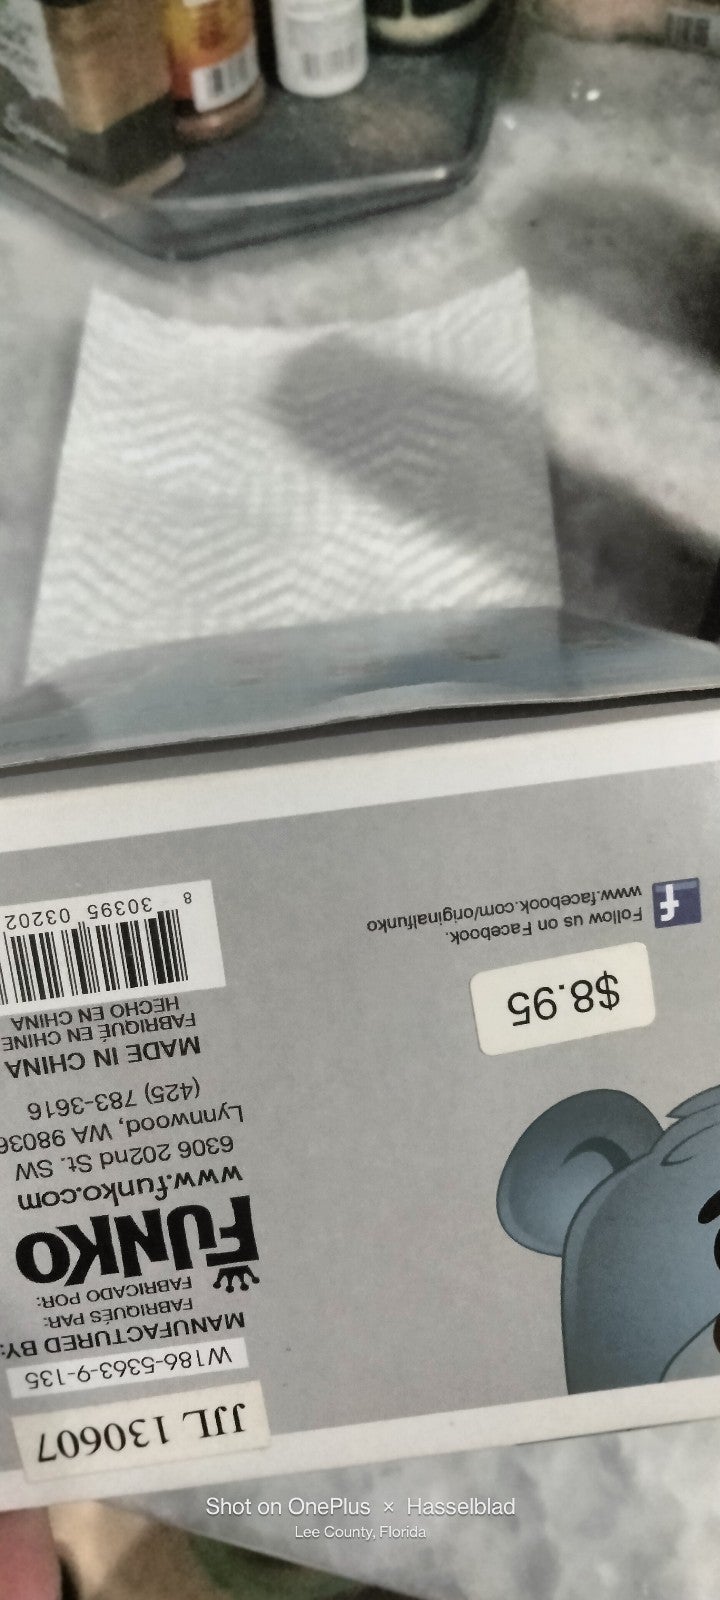 JJL 130607
W186-5363-9-135
MANUFACTURED BY:
FABRIQUÉS PAR:
FABRICADO POR:
FUNKO
www.funko.com
6306 202nd St. SW
Lynnwood, WA 98036
(425) 783-3616
MADE IN CHINA
FABRIQUÉ EN CHINE
HECHO EN CHINA
8 30395 03202
$8.95
Follow us on Facebook.
www.facebook.com/originalfunko
f
Shot on OnePlus × Hasselblad
Lee County, Florida